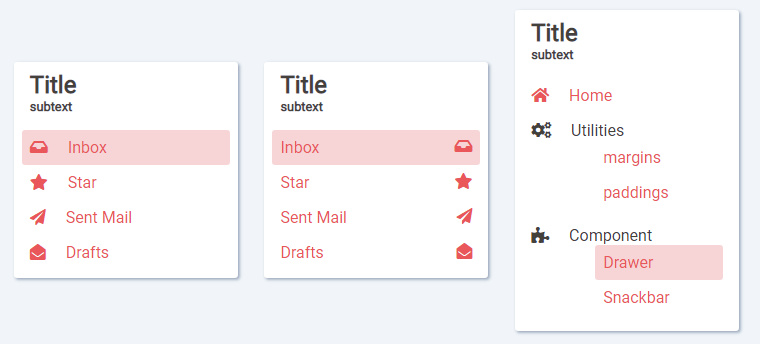 Title
subtext
Inbox
Star
Sent Mail
Drafts
Title
subtext
Inbox
Star
Sent Mail
Drafts
Title
subtext
Home
Utilities
margins
paddings
Component
Drawer
Snackbar